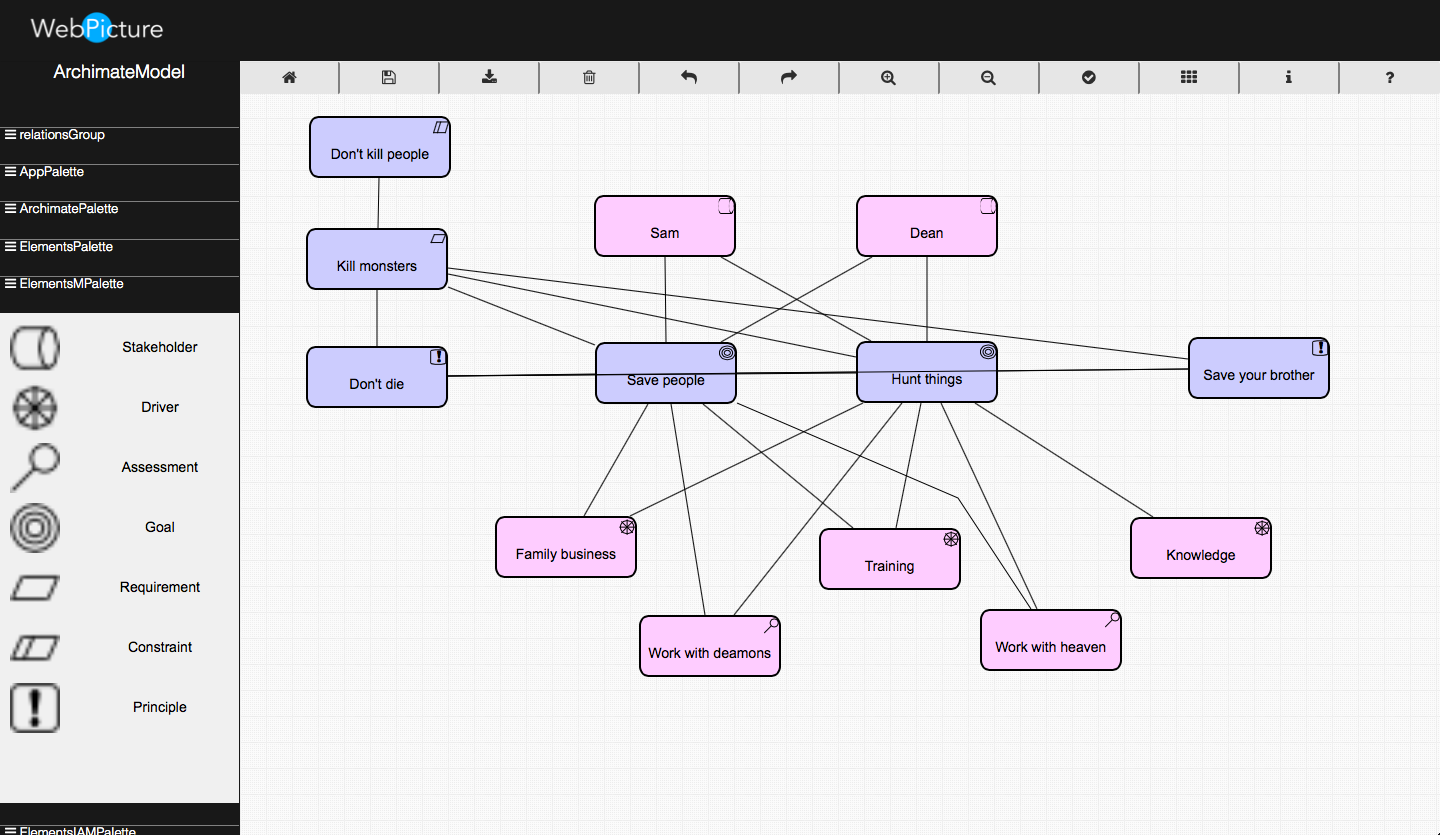 WebPicture
ArchimateModel
relationsGroup
AppPalette
ArchimatePalette
ElementsPalette
ElementsMPalette
Stakeholder
Driver
Assessment
Goal
Requirement
Constraint
Principle
ElementsIAMPalette
Don't kill people
Sam
Dean
Kill monsters
Don't die
Save people
Hunt things
Save your brother
Family business
Training
Knowledge
Work with deamons
Work with heaven